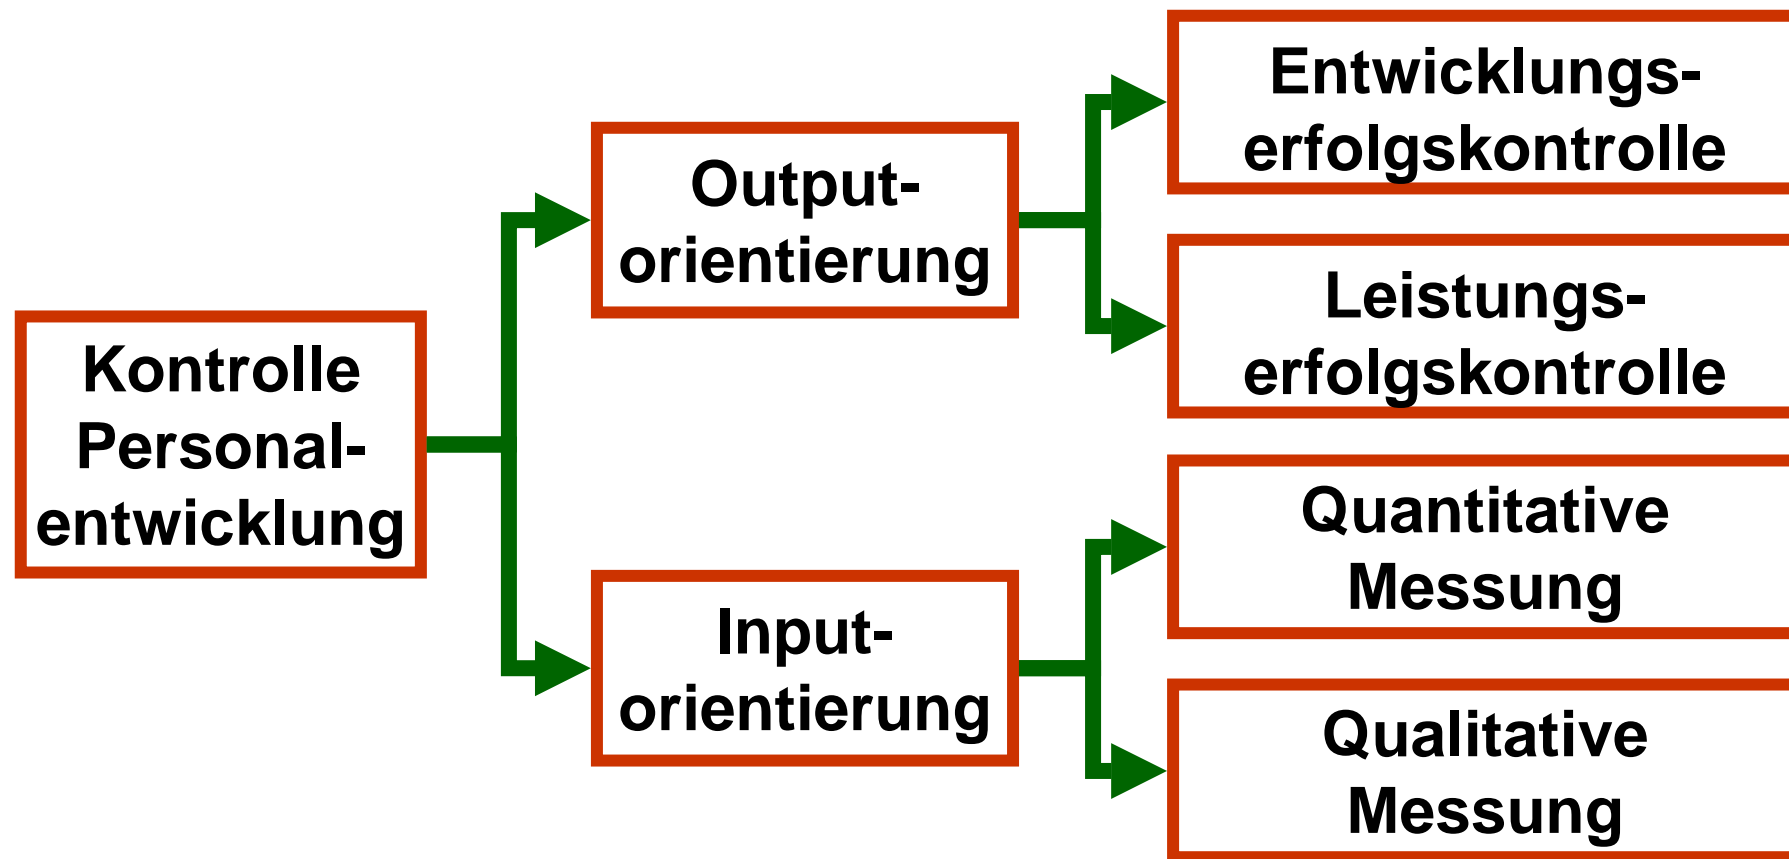 Kontrolle
Personal-
entwicklung
Output-
orientierung
Input-
orientierung
Entwicklungs-
erfolgskontrolle
Leistungs-
erfolgskontrolle
Quantitative
Messung
Qualitative
Messung